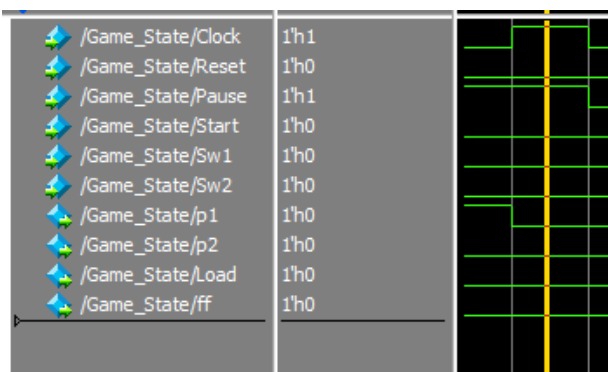 /Game_State/Clock 1'h1
/Game_State/Reset 1'h0
/Game_State/Pause 1'h1
/Game_State/Start 1'h0
/Game_State/Sw1 1'h0
/Game_State/Sw2 1'h0
/Game_State/p1 1'h0
/Game_State/p2 1'h0
/Game_State/Load 1'h0
/Game_State/ff 1'h0